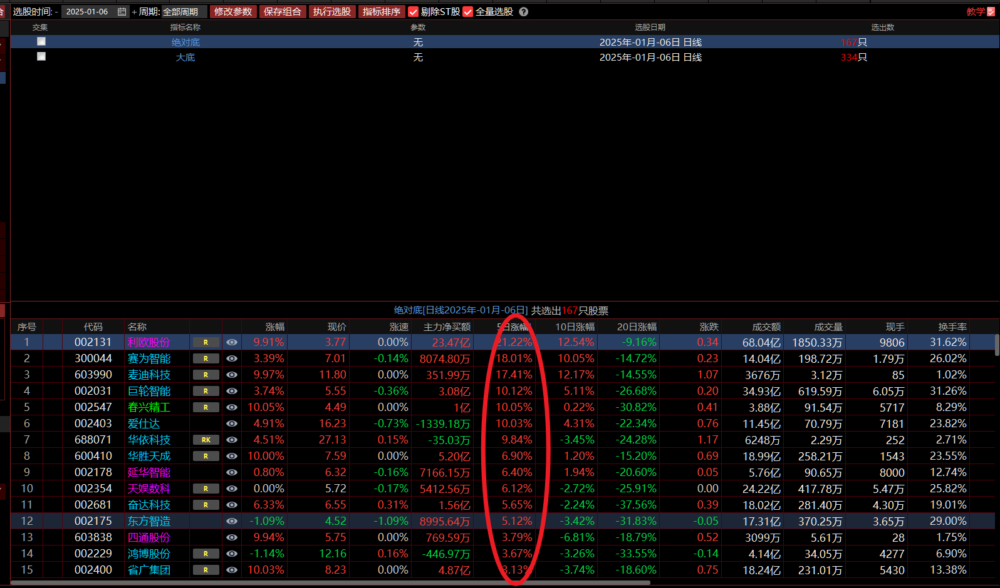 合 选股时间: - 2025-01-06 + 周期: 全部周期 修改参数 保存组合 执行选股 指标排序 剔除ST股 全量选股 ? 教学
交集 指标名称 参数 选股日期 选出数
绝对底 无 2025年-01月-06日 日线 167只
大底 无 2025年-01月-06日 日线 334只
绝对底[日线2025年-01月-06日] 共选出167只股票
序号 代码 名称 涨幅 现价 涨速 主力净买额 5日涨幅 10日涨幅 20日涨幅 涨跌 成交额 成交量 现手 换手率
1 002131 利欧股份 R 9.91% 3.77 0.00% 23.47亿 21.22% 12.54% -9.16% 0.34 68.04亿 1850.33万 9806 31.62%
2 300044 赛为智能 R 3.39% 7.01 -0.14% 8074.80万 18.01% 10.05% -14.72% 0.23 14.04亿 198.72万 1.79万 26.02%
3 603990 麦迪科技 R 9.97% 11.80 0.00% 351.99万 17.41% 12.17% -14.55% 1.07 3676万 3.12万 85 1.02%
4 002031 巨轮智能 R 3.74% 5.55 -0.36% 3.08亿 10.12% 5.11% -26.68% 0.20 34.93亿 619.59万 6.05万 31.26%
5 002547 春兴精工 R 10.05% 4.49 0.00% 1亿 10.05% 0.22% -30.82% 0.41 3.88亿 91.54万 5717 8.29%
6 002403 爱仕达 4.91% 16.23 -0.73% -1339.18万 10.03% 4.31% -22.34% 0.76 11.45亿 70.79万 7181 23.82%
7 688071 华依科技 RK 4.51% 27.13 0.15% -35.03万 9.84% -3.45% -24.28% 1.17 6248万 2.29万 252 2.71%
8 600410 华胜天成 R 10.00% 7.59 0.00% 5.20亿 6.90% 1.20% -15.20% 0.69 18.99亿 258.21万 1543 23.55%
9 002178 延华智能 0.80% 6.32 -0.16% 7166.15万 6.40% 1.94% -20.60% 0.05 5.76亿 90.65万 8000 12.74%
10 002354 天娱数科 R 0.00% 5.72 -0.17% 5412.56万 6.12% -2.72% -25.91% 0.00 24.22亿 417.78万 5.47万 25.82%
11 002681 奋达科技 R 6.33% 6.55 0.31% 1.56亿 5.65% -2.24% -37.56% 0.39 18.02亿 281.40万 4.30万 19.01%
12 002175 东方智造 -1.09% 4.52 -1.09% 8995.64万 5.12% -3.42% -31.83% -0.05 17.31亿 370.25万 3.65万 29.00%
13 603838 四通股份 9.94% 5.75 0.00% 769.59万 3.79% -6.81% -18.79% 0.52 3099万 5.61万 28 1.75%
14 002229 鸿博股份 R -1.14% 12.16 0.16% -446.97万 3.67% -3.26% -33.55% -0.14 4.14亿 34.05万 4277 6.90%
15 002400 省广集团 R 10.03% 8.23 0.00% 4.87亿 3.13% -3.74% -18.60% 0.75 18.24亿 231.01万 5430 13.38%